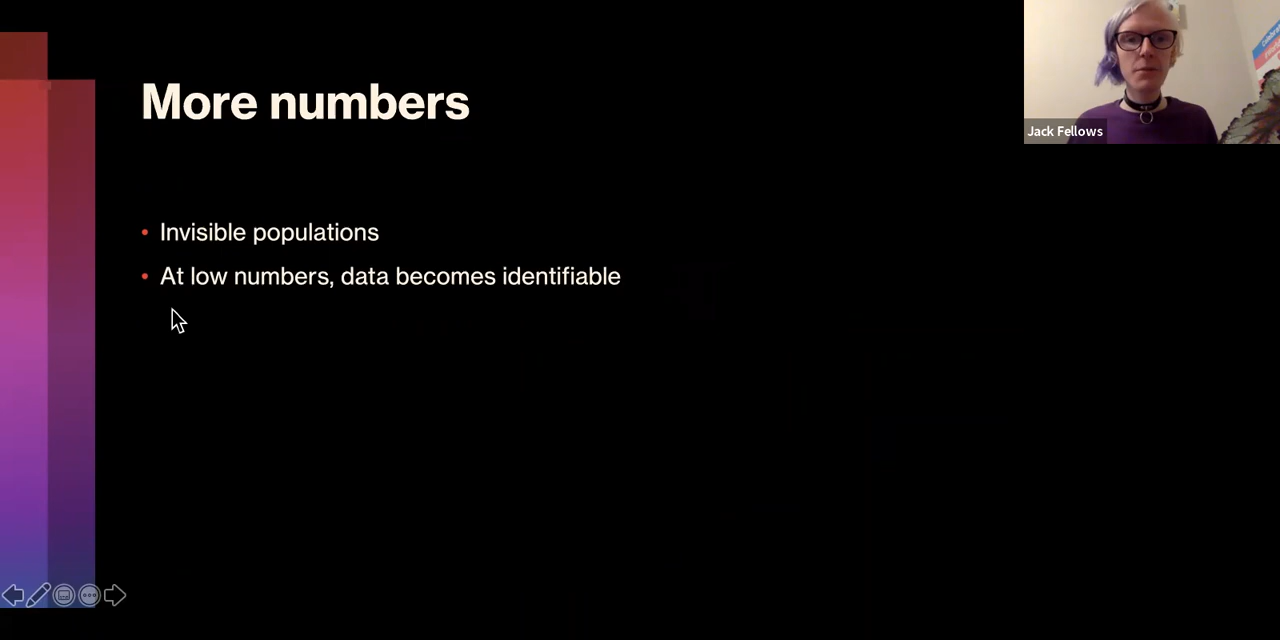 More numbers
Jack Fellows
Invisible populations
At low numbers, data becomes identifiable